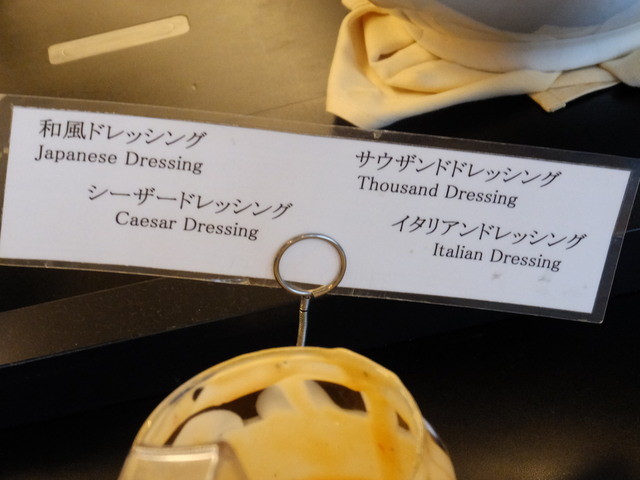 和風ドレッシング
Japanese Dressing
シーザードレッシング
Caesar Dressing
サウザンドドレッシング
Thousand Dressing
イタリアンドレッシング
Italian Dressing